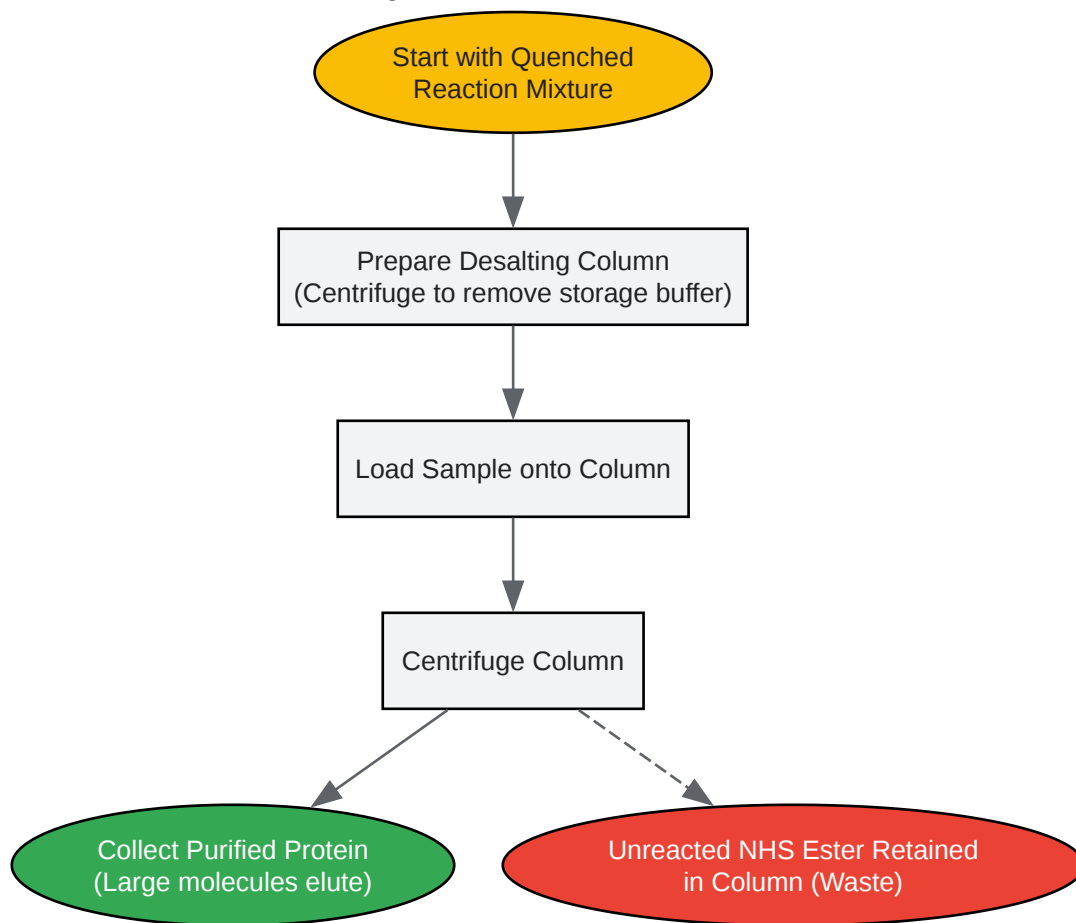 Start with Quenched
Reaction Mixture
Prepare Desalting Column
(Centrifuge to remove storage buffer)
Load Sample onto Column
Centrifuge Column
Collect Purified Protein
(Large molecules elute)
Unreacted NHS Ester Retained
in Column (Waste)